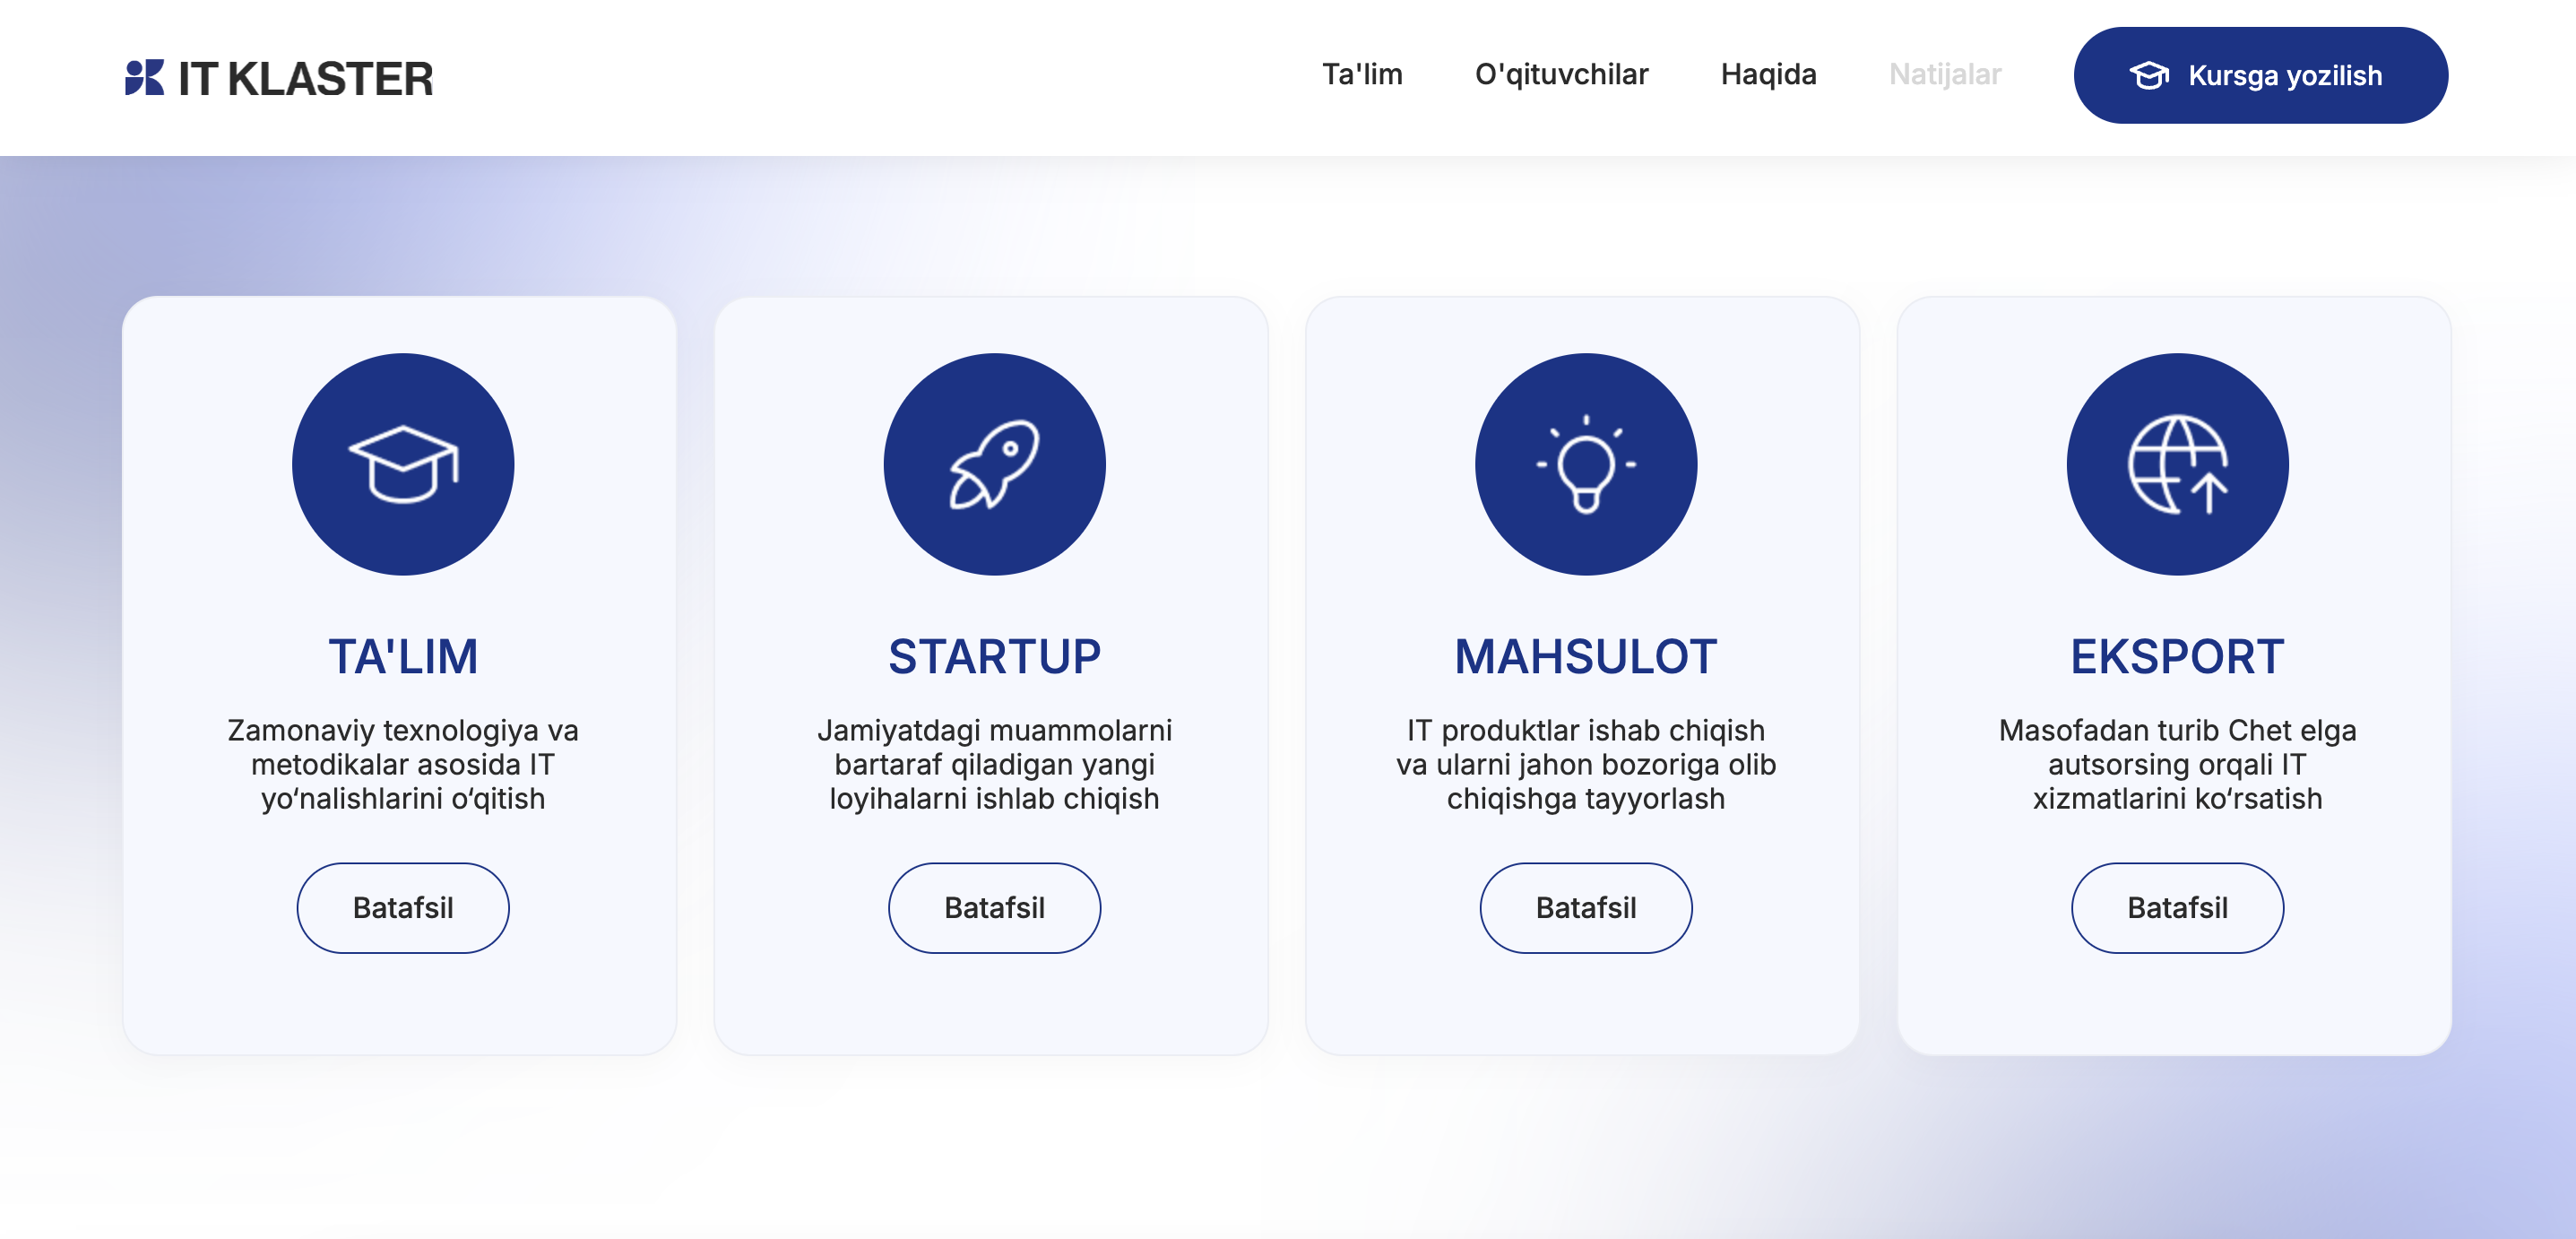 IT KLASTER
Ta'lim
O'qituvchilar
Haqida
Natijalar
Kursga yozilish
TA'LIM
Zamonaviy texnologiya va
metodikalar asosida IT
yo‘nalishlarini o‘qitish
Batafsil
STARTUP
Jamiyatdagi muammolarni
bartaraf qiladigan yangi
loyihalarni ishlab chiqish
Batafsil
MAHSULOT
IT produktlar ishab chiqish
va ularni jahon bozoriga olib
chiqishga tayyorlash
Batafsil
EKSPORT
Masofadan turib Chet elga
autsorsing orqali IT
xizmatlarini ko‘rsatish
Batafsil